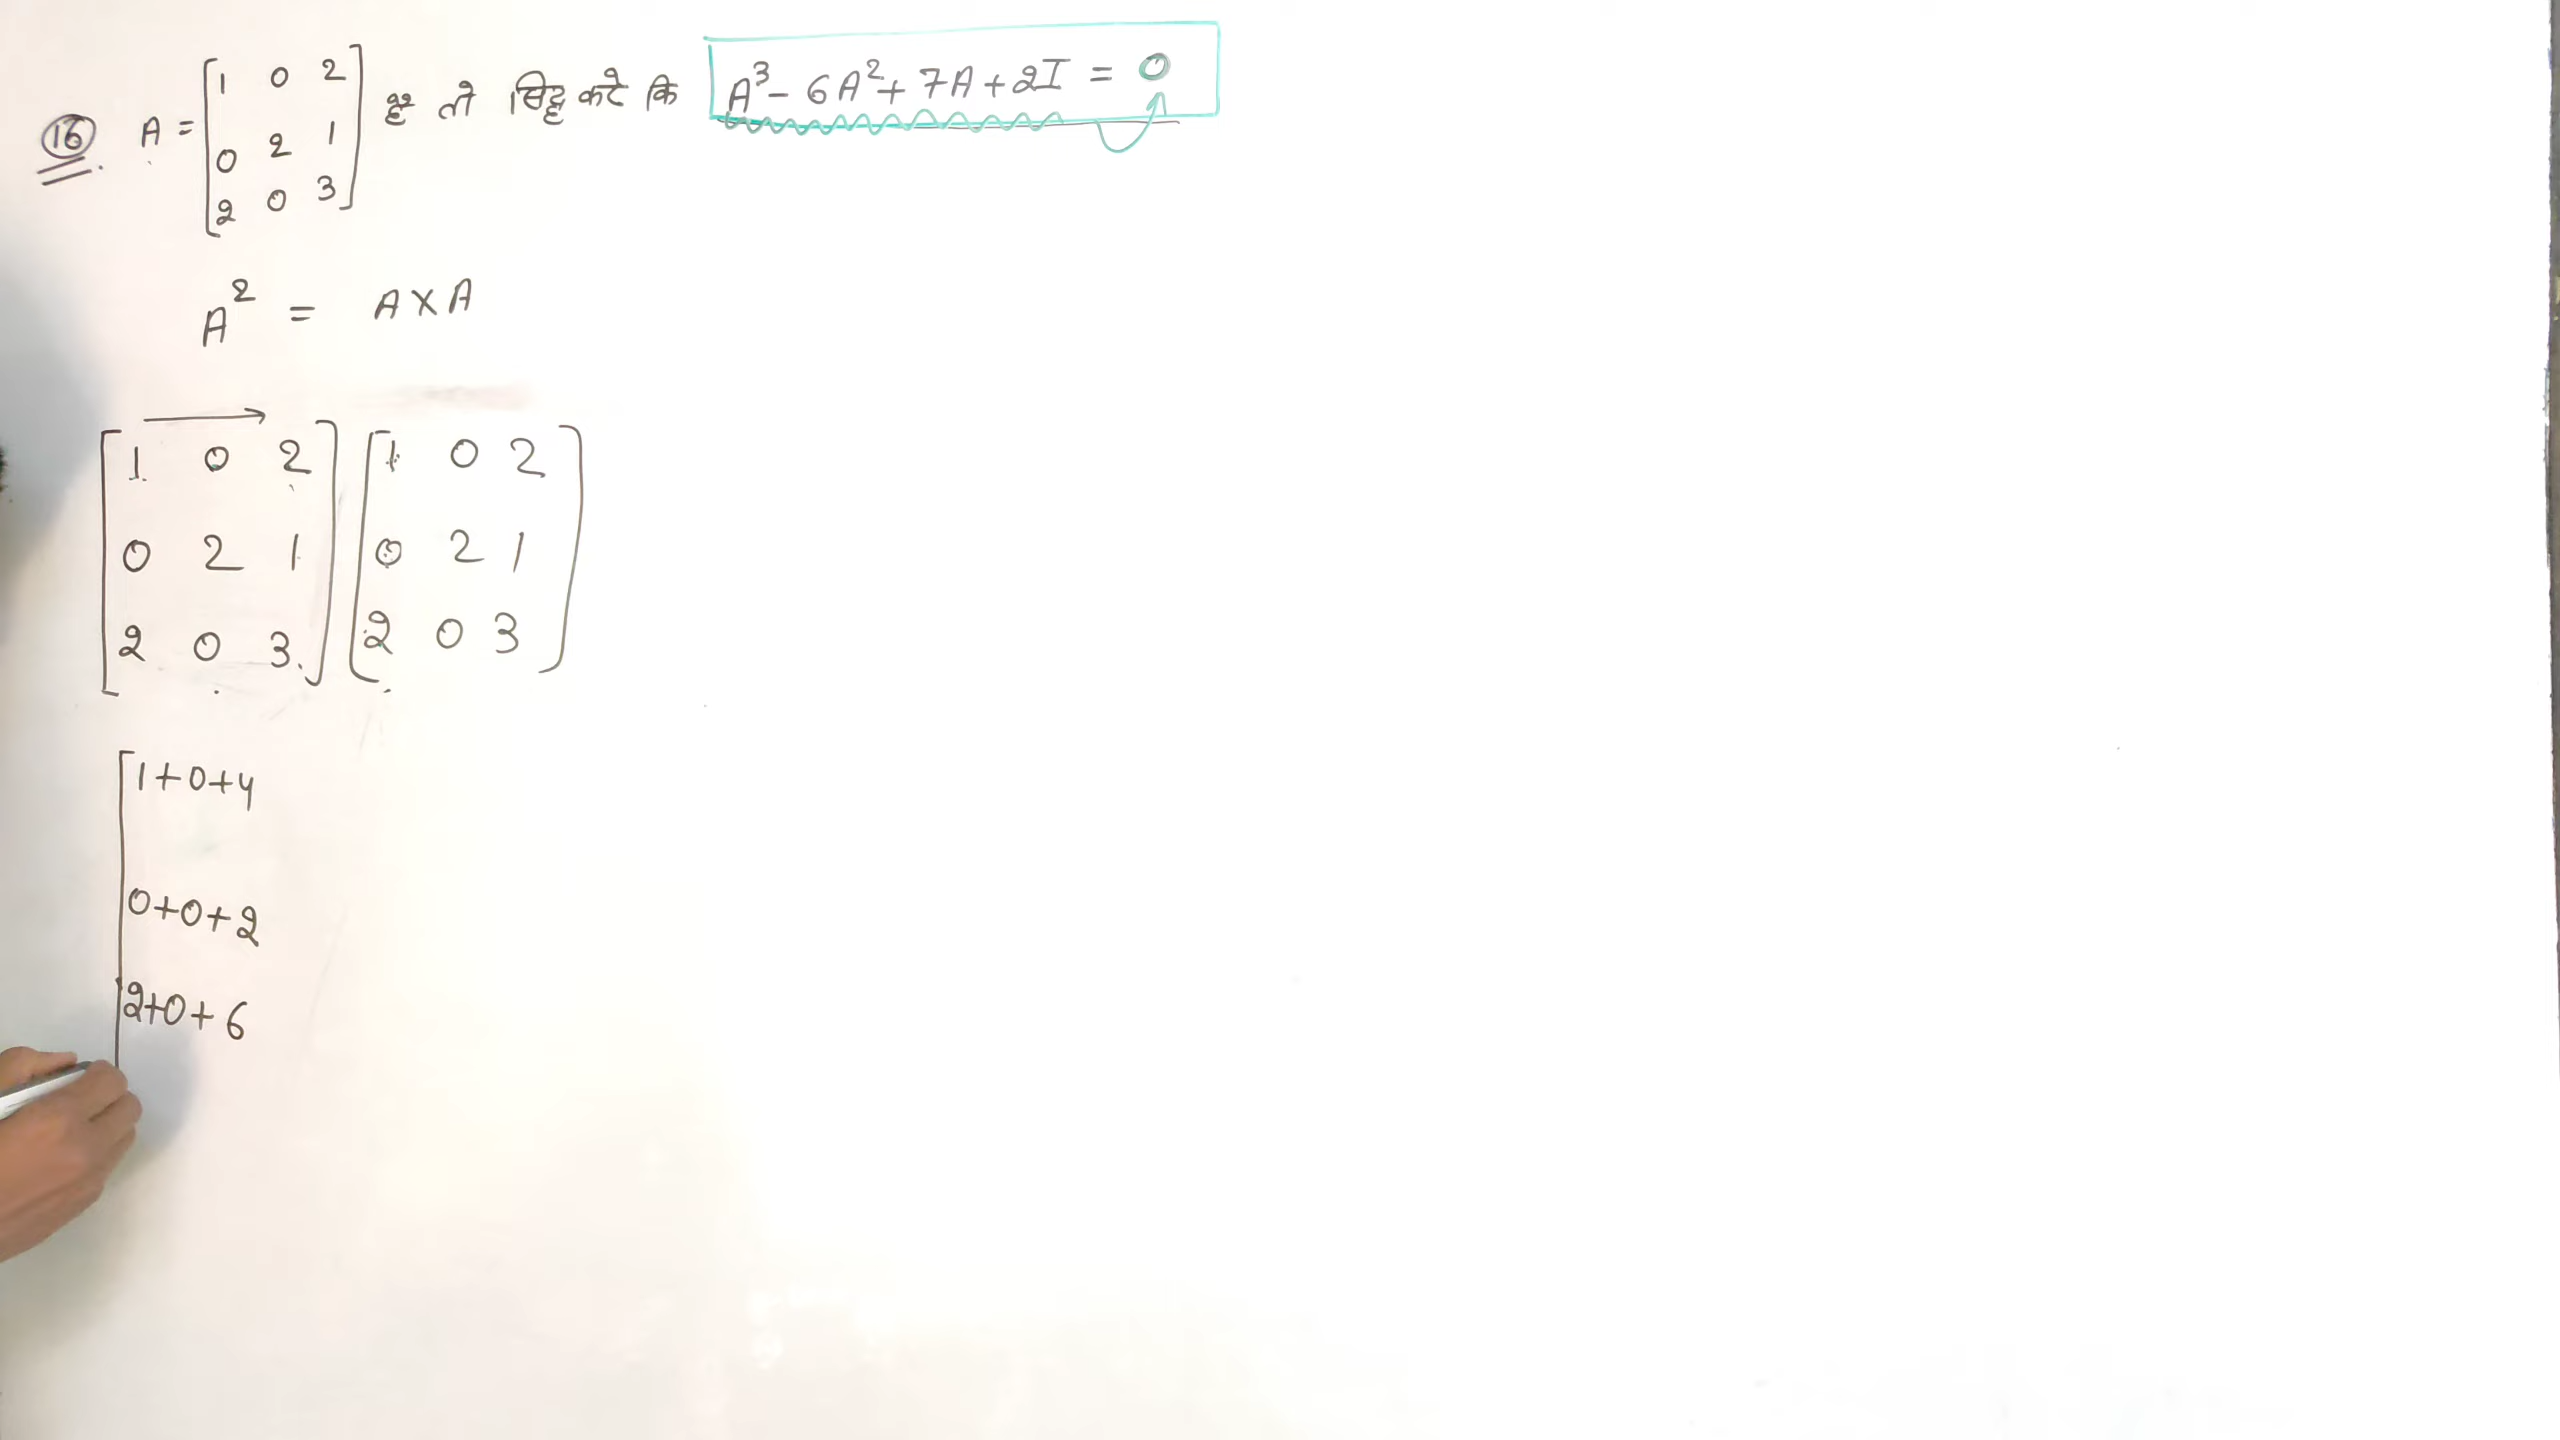 (16) A = [1 0 2 है तो सिद्ध करे कि A³ - 6A² + 7A + 2I = 0
0 2 1
2 0 3]
A² = A × A
[1 0 2] [1 0 2]
0 2 1 0 2 1
2 0 3 2 0 3
[1+0+4
0+0+2
2+0+6